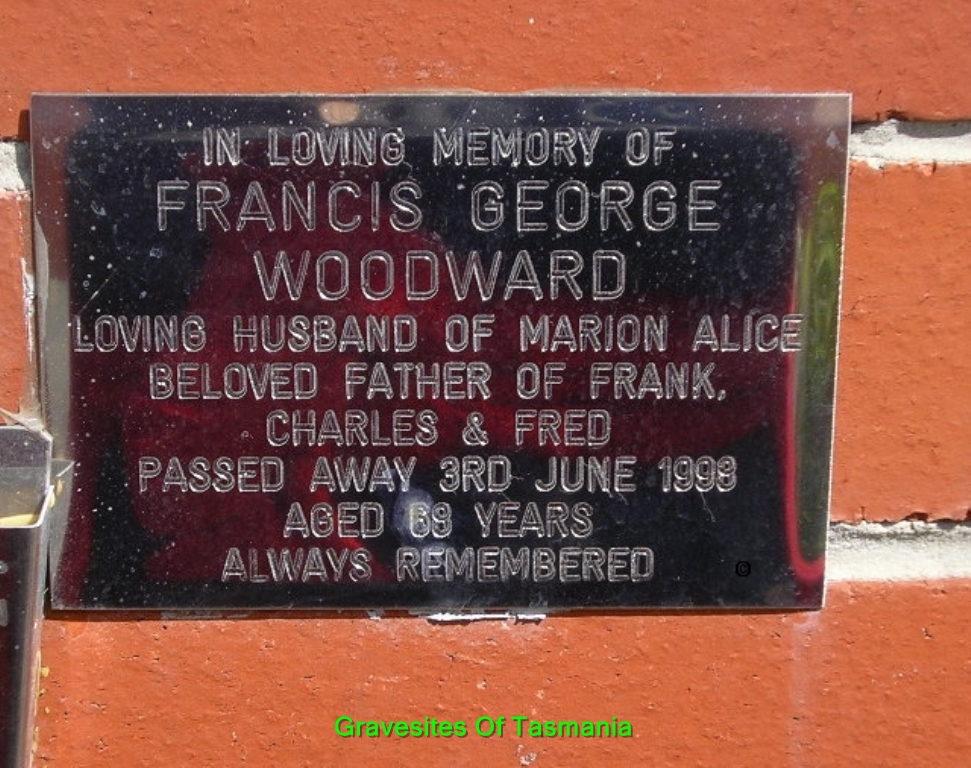 IN LOVING MEMORY OF
FRANCIS GEORGE
WOODWARD
LOVING HUSBAND OF MARION ALICE
BELOVED FATHER OF FRANK,
CHARLES & FRED
PASSED AWAY 3RD JUNE 1998
AGED 69 YEARS
ALWAYS REMEMBERED
©
Gravesites Of Tasmania